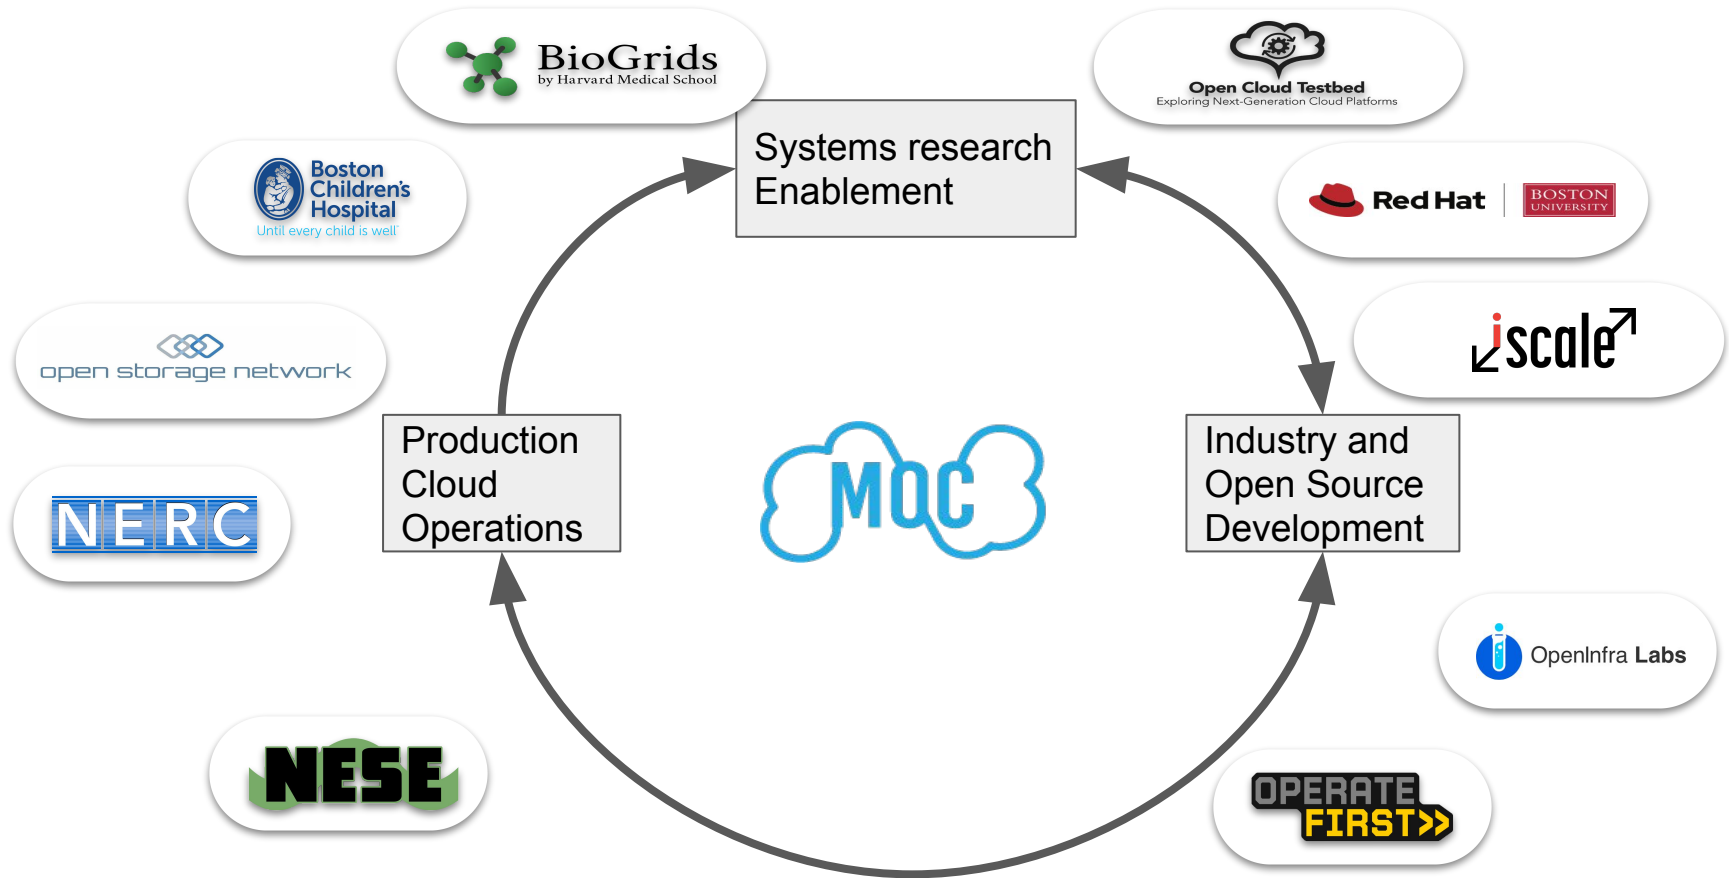 BioGrids
by Harvard Medical School
Open Cloud Testbed
Exploring Next-Generation Cloud Platforms
Systems research
Enablement
Boston
Children's
Hospital
Until every child is well™
Red Hat
BOSTON
UNIVERSITY
open storage network
iscale
Production
Cloud
Operations
MOC
Industry and
Open Source
Development
NERC
OpenInfra Labs
NESE
OPERATE
FIRST>>